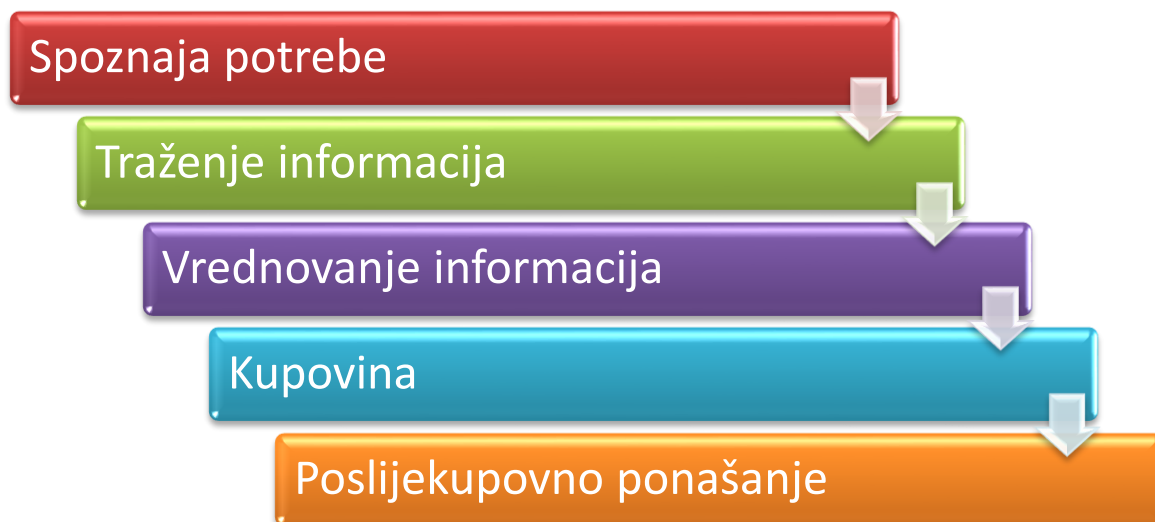 Spoznaja potrebe
Traženje informacija
Vrednovanje informacija
Kupovina
Poslijekupovno ponašanje